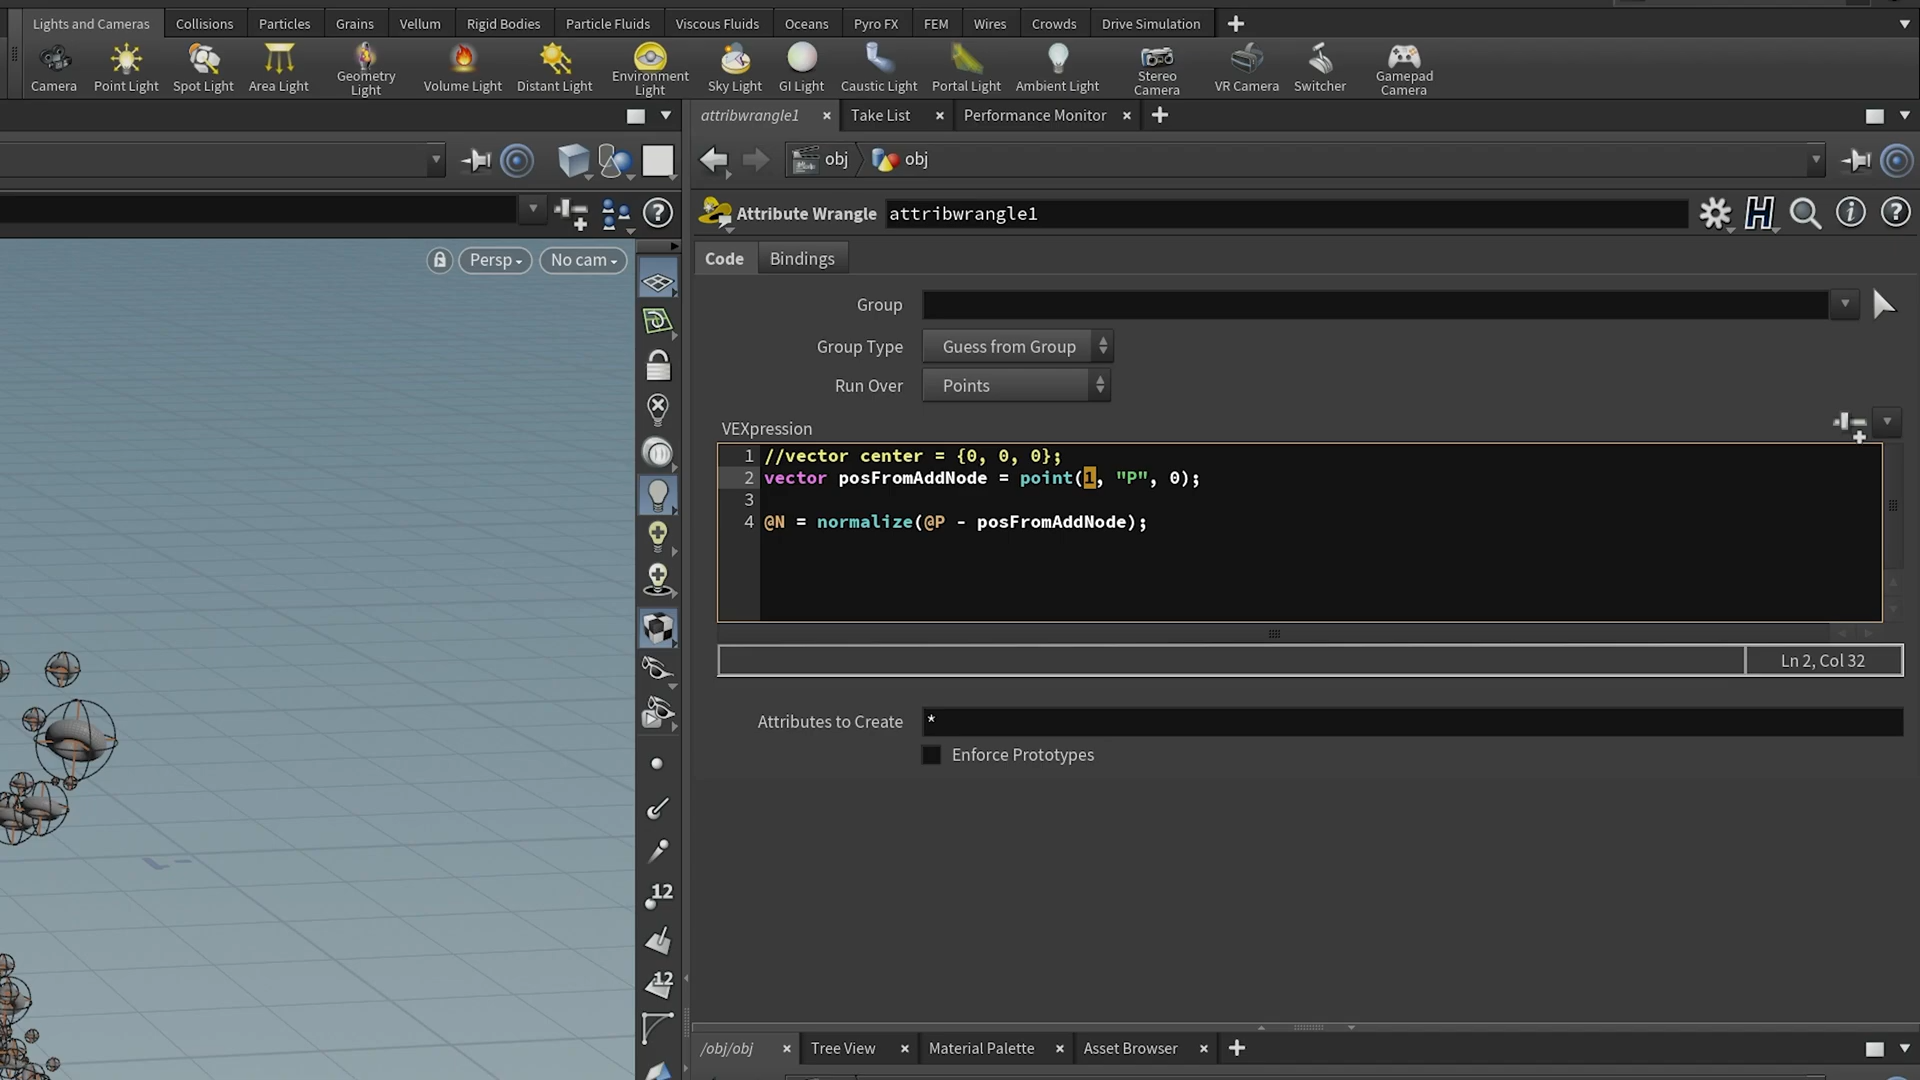 Lights and Cameras Collisions Particles Grains Vellum Rigid Bodies Particle Fluids Viscous Fluids Oceans Pyro FX FEM Wires Crowds Drive Simulation
Camera Point Light Spot Light Area Light Geometry Light Volume Light Distant Light Environment Light Sky Light GI Light Caustic Light Portal Light Ambient Light Stereo Camera VR Camera Switcher Gamepad Camera
attribwrangle1 × Take List × Performance Monitor ×
obj obj
Attribute Wrangle attribwrangle1
Persp No cam
Code Bindings
Group
Group Type Guess from Group
Run Over Points
VEXpression
1 //vector center = {0, 0, 0};
2 vector posFromAddNode = point(1, "P", 0);
3
4 @N = normalize(@P - posFromAddNode);
Ln 2, Col 32
Attributes to Create *
Enforce Prototypes
12
12
/obj/obj × Tree View × Material Palette × Asset Browser ×